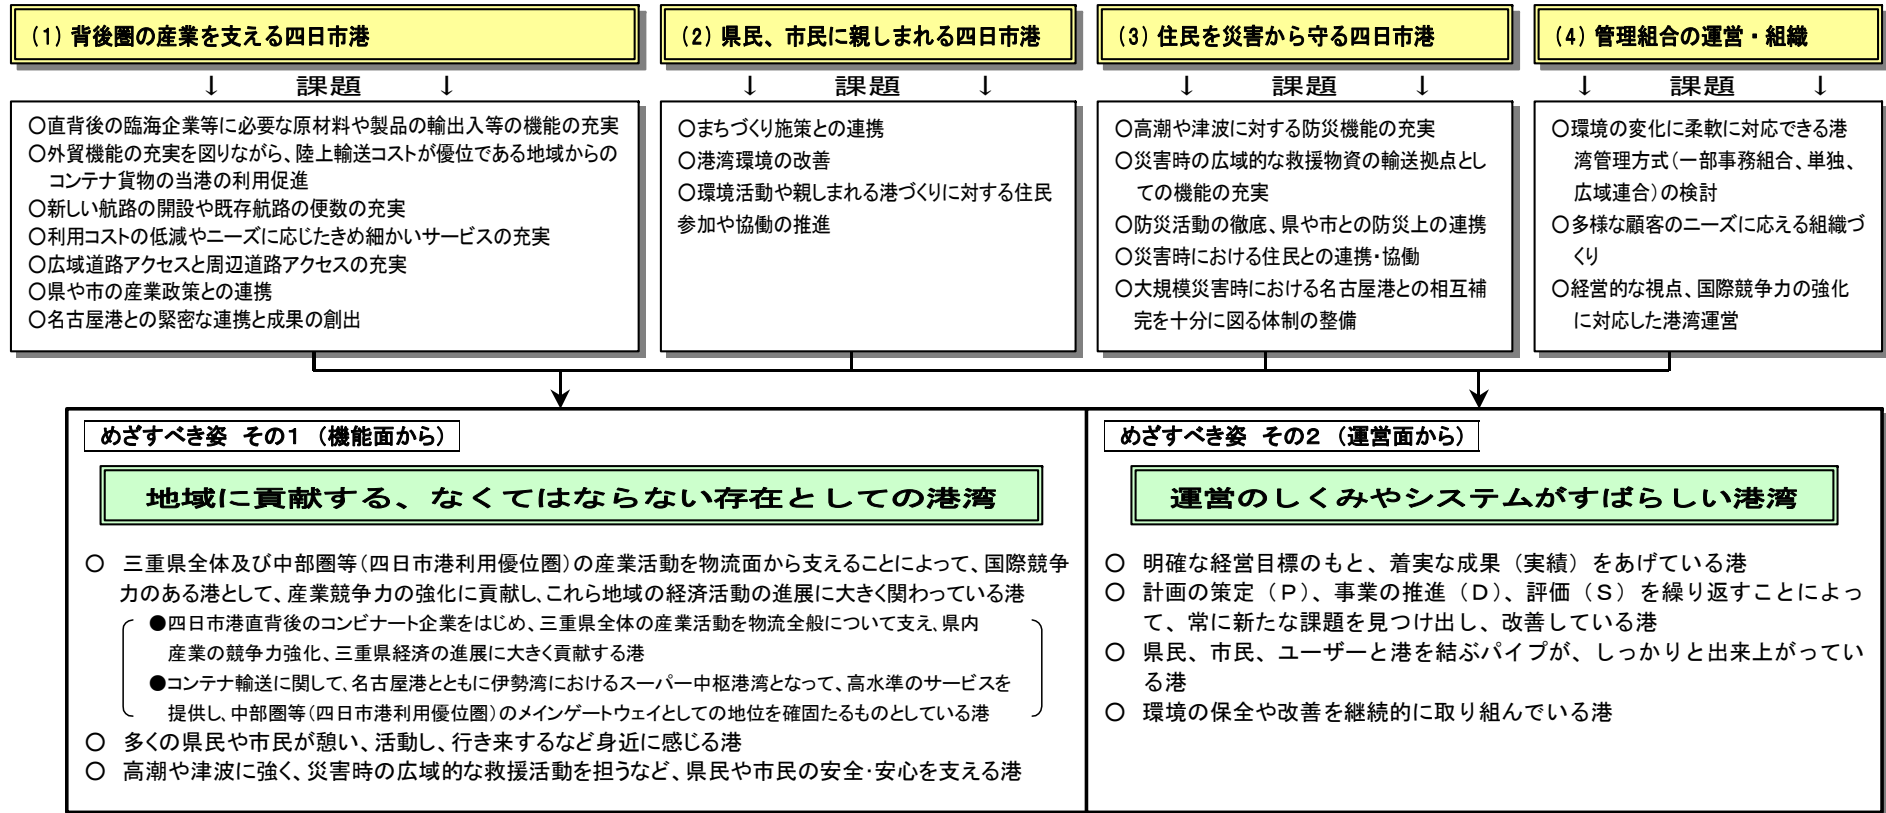 (1) 背後圏の産業を支える四日市港
↓ 課題 ↓
○直背後の臨海企業等に必要な原材料や製品の輸出入等の機能の充実
○外貿機能の充実を図りながら、陸上輸送コストが優位である地域からの
コンテナ貨物の当港の利用促進
○新しい航路の開設や既存航路の便数の充実
○利用コストの低減やニーズに応じたきめ細かいサービスの充実
○広域道路アクセスと周辺道路アクセスの充実
○県や市の産業政策との連携
○名古屋港との緊密な連携と成果の創出
(2) 県民、市民に親しまれる四日市港
↓ 課題 ↓
○まちづくり施策との連携
○港湾環境の改善
○環境活動や親しまれる港づくりに対する住民
参加や協働の推進
(3) 住民を災害から守る四日市港
↓ 課題 ↓
○高潮や津波に対する防災機能の充実
○災害時の広域的な救援物資の輸送拠点とし
ての機能の充実
○防災活動の徹底、県や市との防災上の連携
○災害時における住民との連携・協働
○大規模災害時における名古屋港との相互補
完を十分に図る体制の整備
(4) 管理組合の運営・組織
↓ 課題 ↓
○環境の変化に柔軟に対応できる港
湾管理方式(一部事務組合、単独、
広域連合)の検討
○多様な顧客のニーズに応える組織づ
くり
○経営的な視点、国際競争力の強化
に対応した港湾運営
めざすべき姿 その1 (機能面から)
地域に貢献する、なくてはならない存在としての港湾
○ 三重県全体及び中部圏等(四日市港利用優位圏)の産業活動を物流面から支えることによって、国際競争
力のある港として、産業競争力の強化に貢献し、これら地域の経済活動の進展に大きく関わっている港
●四日市港直背後のコンビナート企業をはじめ、三重県全体の産業活動を物流全般について支え、県内
産業の競争力強化、三重県経済の進展に大きく貢献する港
●コンテナ輸送に関して、名古屋港とともに伊勢湾におけるスーパー中枢港湾となって、高水準のサービスを
提供し、中部圏等(四日市港利用優位圏)のメインゲートウェイとしての地位を確固たるものとしている港
○ 多くの県民や市民が憩い、活動し、行き来するなど身近に感じる港
○ 高潮や津波に強く、災害時の広域的な救援活動を担うなど、県民や市民の安全・安心を支える港
めざすべき姿 その2 (運営面から)
運営のしくみやシステムがすばらしい港湾
○ 明確な経営目標のもと、着実な成果(実績)をあげている港
○ 計画の策定(P)、事業の推進(D)、評価(S)を繰り返すことによっ
て、常に新たな課題を見つけ出し、改善している港
○ 県民、市民、ユーザーと港を結ぶパイプが、しっかりと出来上がってい
る港
○ 環境の保全や改善を継続的に取り組んでいる港